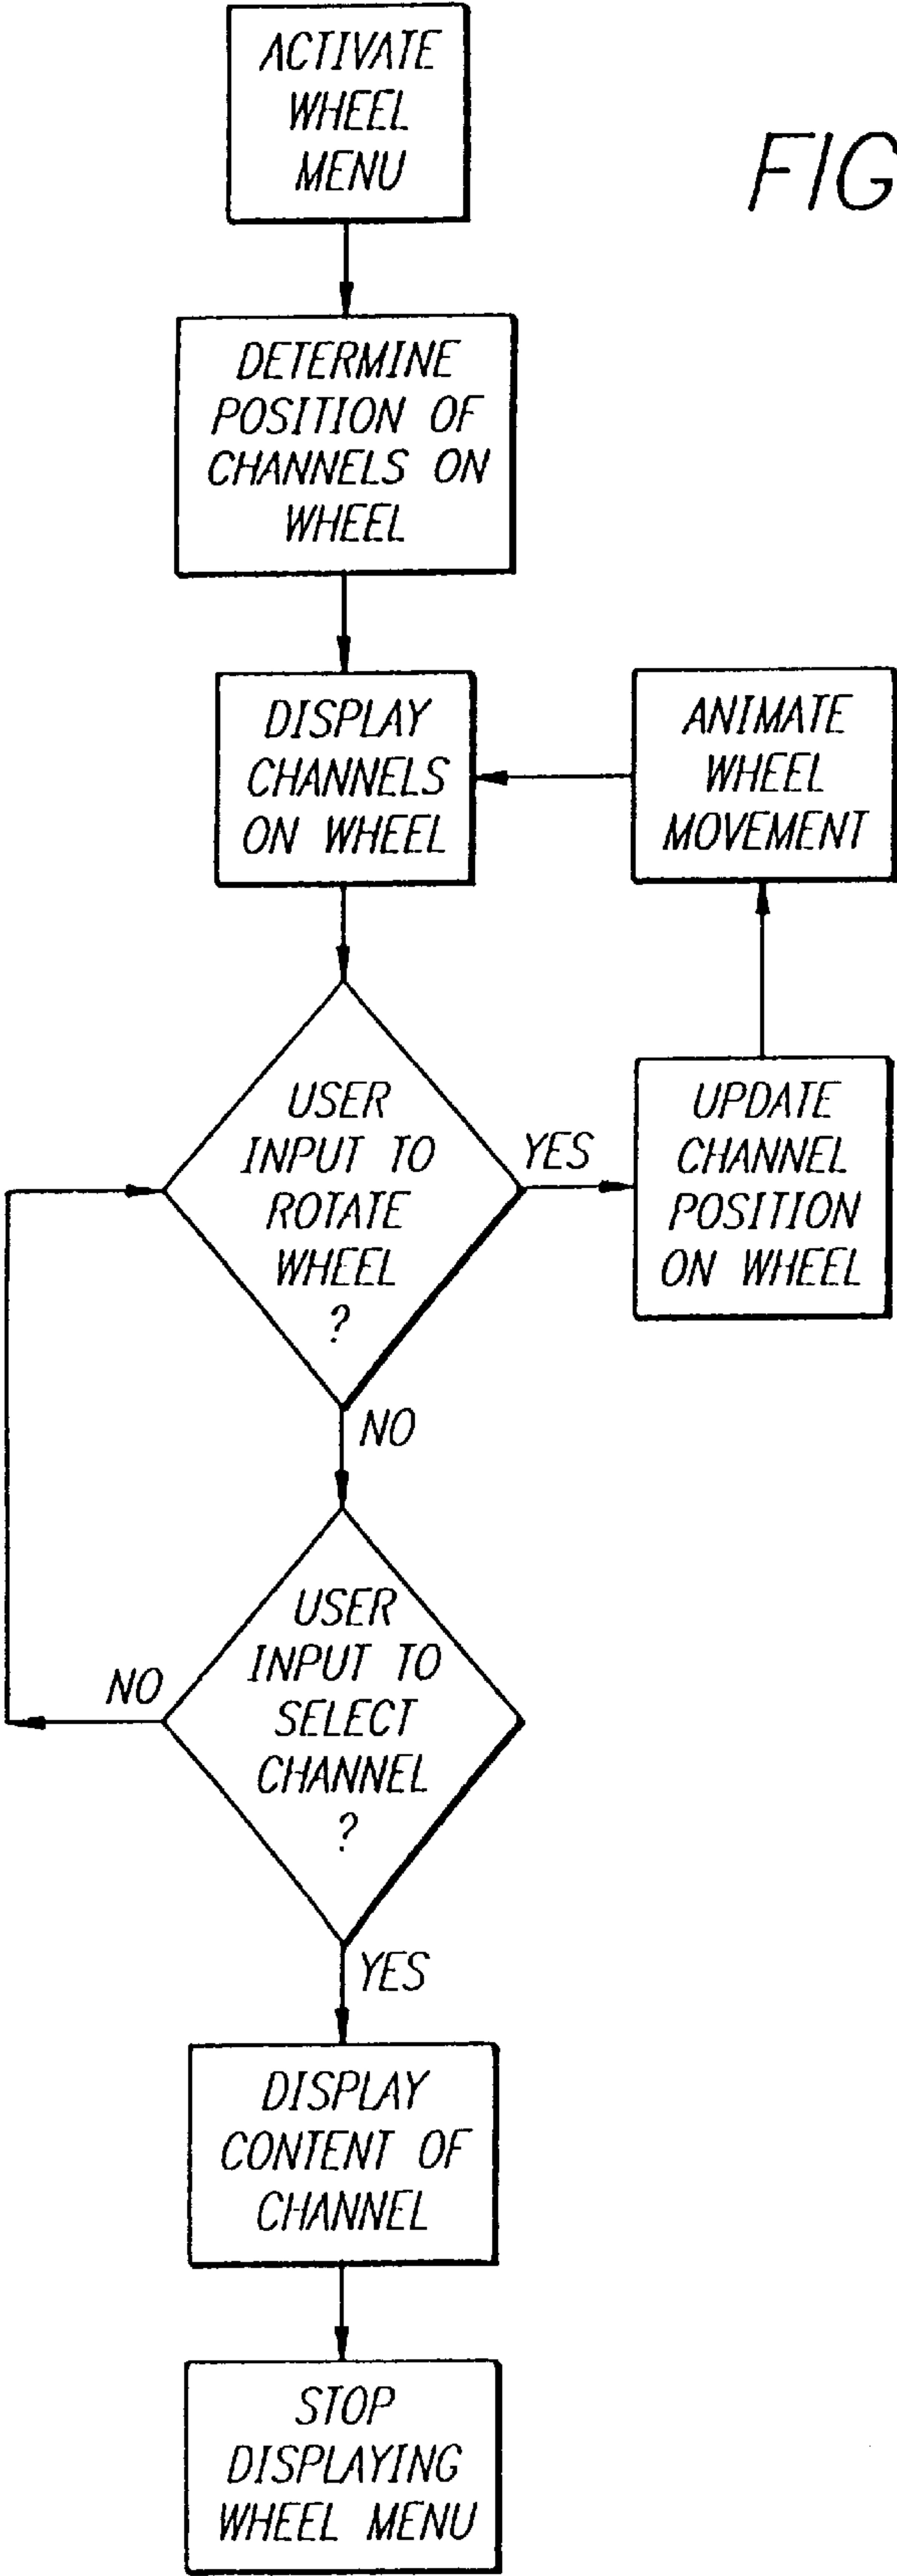 ACTIVATE
WHEEL
MENU
FIG
DETERMINE
POSITION OF
CHANNELS ON
WHEEL
DISPLAY
CHANNELS
ON WHEEL
ANIMATE
WHEEL
MOVEMENT
USER
INPUT TO
ROTATE
WHEEL
?
YES
UPDATE
CHANNEL
POSITION
ON WHEEL
NO
USER
INPUT TO
SELECT
CHANNEL
?
NO
YES
DISPLAY
CONTENT OF
CHANNEL
STOP
DISPLAYING
WHEEL MENU